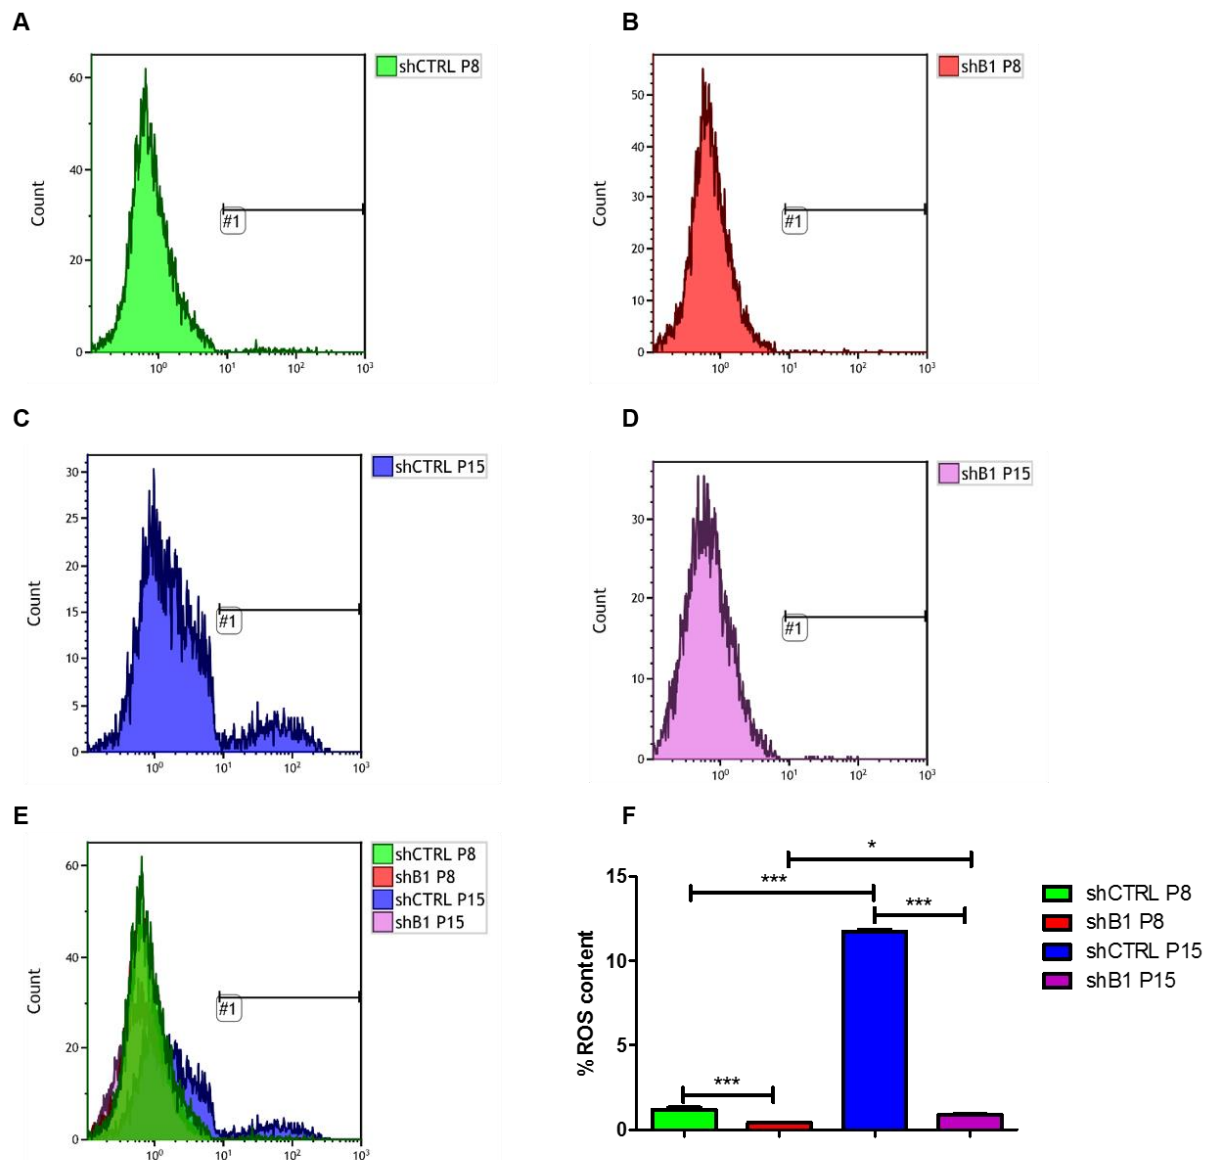 A
B
shCTRL P8
shB1 P8
60
40
20
0
Count
#1
10⁰
10¹
10²
10³
50
40
30
20
10
0
Count
#1
10⁰
10¹
10²
10³
C
D
shCTRL P15
shB1 P15
30
25
20
15
10
5
0
Count
#1
10⁰
10¹
10²
10³
30
20
10
0
Count
#1
10⁰
10¹
10²
10³
E
F
shCTRL P8
shB1 P8
shCTRL P15
shB1 P15
60
40
20
0
Count
#1
10⁰
10¹
10²
10³
15
10
5
0
% ROS content
*
***
***
***
shCTRL P8
shB1 P8
shCTRL P15
shB1 P15